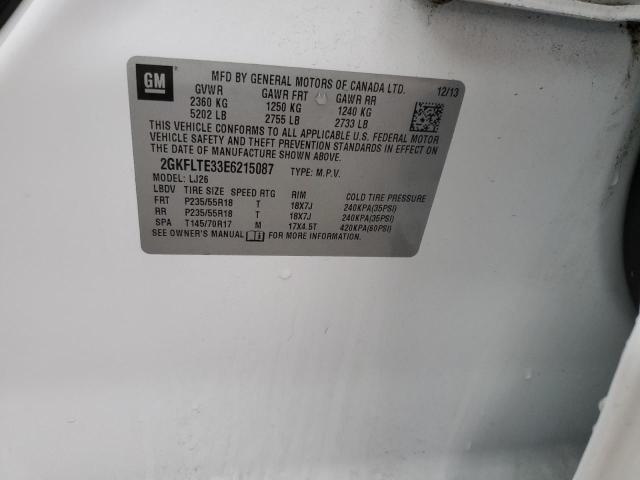 GM MFD BY GENERAL MOTORS OF CANADA LTD. 12/13
GVWR GAWR FRT GAWR RR
2360 KG 1250 KG 1240 KG
5202 LB 2755 LB 2733 LB
THIS VEHICLE CONFORMS TO ALL APPLICABLE U.S. FEDERAL MOTOR
VEHICLE SAFETY AND THEFT PREVENTION STANDARDS IN EFFECT ON
THE DATE OF MANUFACTURE SHOWN ABOVE.
2GKFLTE33E6215087 TYPE: M.P.V.
MODEL: LJ26
LBDV TIRE SIZE SPEED RTG RIM COLD TIRE PRESSURE
FRT P235/55R18 T 18X7J 240KPA(35PSI)
RR P235/55R18 T 18X7J 240KPA(35PSI)
SPA T145/70R17 M 17X4.5T 420KPA(60PSI)
SEE OWNER'S MANUAL FOR MORE INFORMATION.